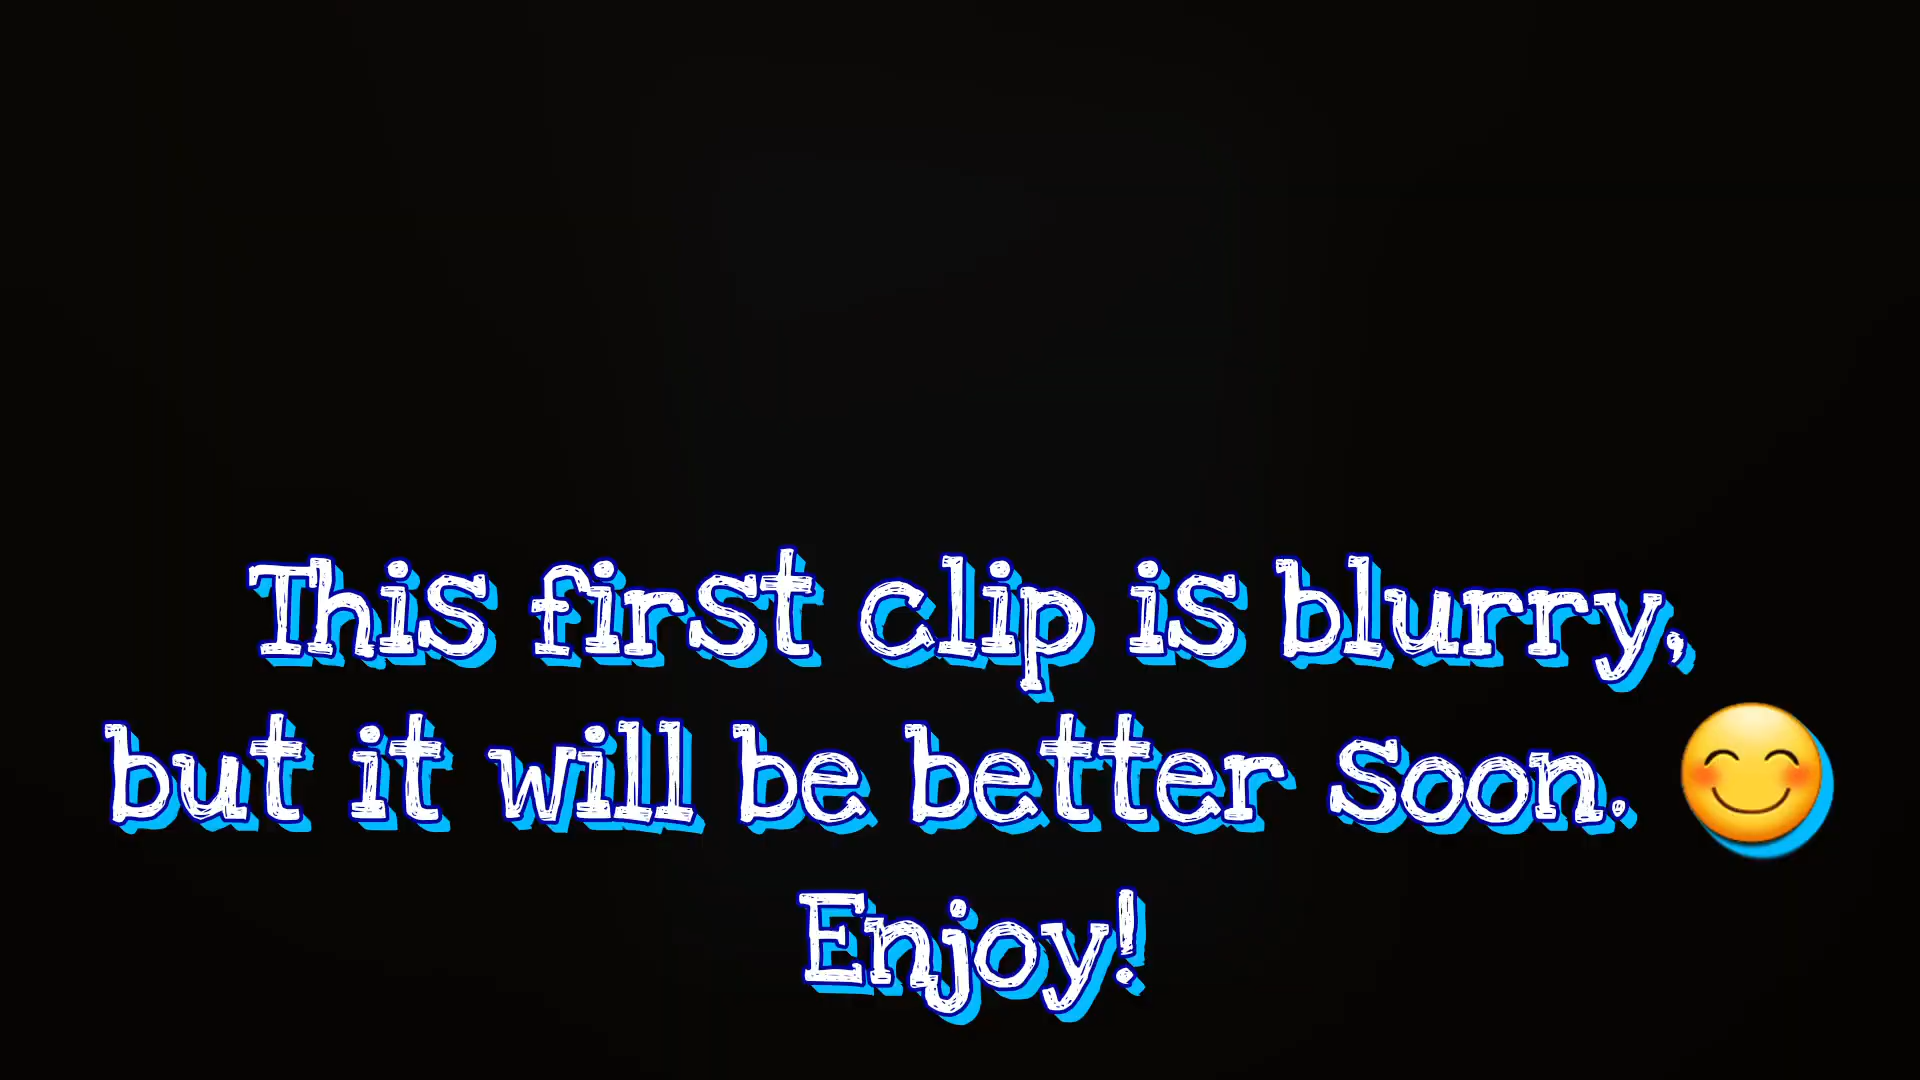 This first clip is blurry,
but it will be better soon. 😊
Enjoy!